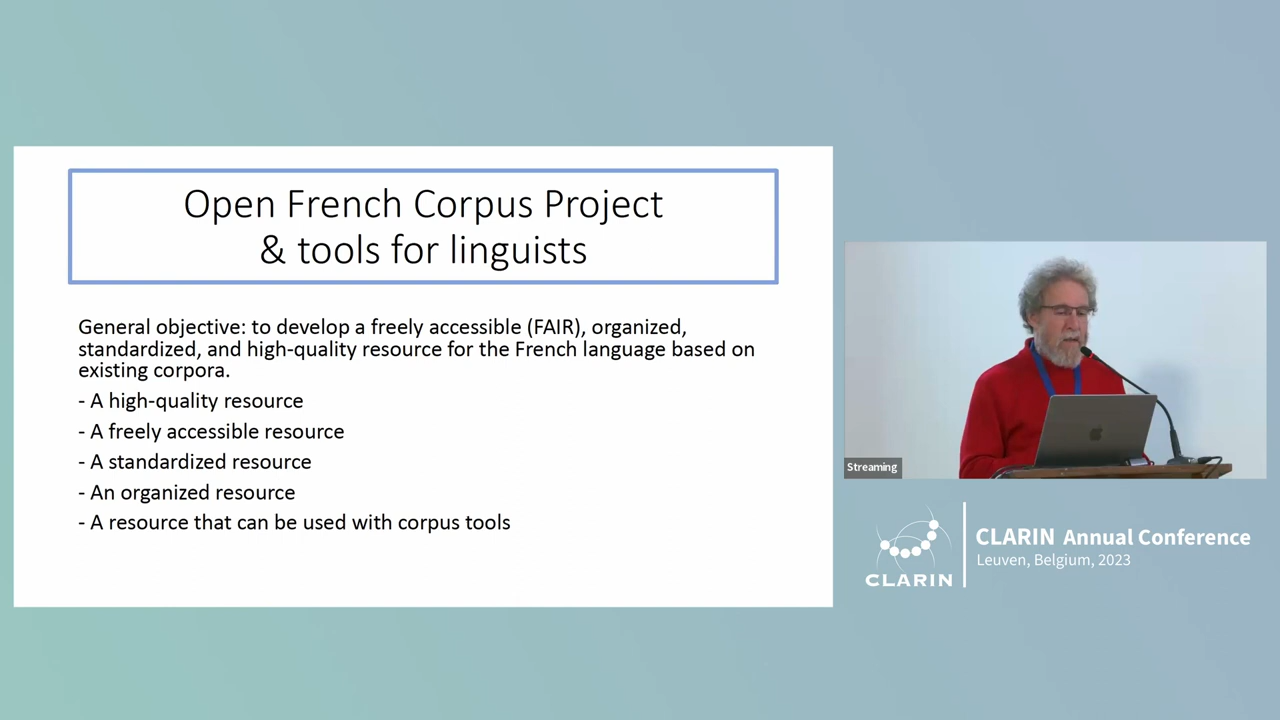 Open French Corpus Project
& tools for linguists
General objective: to develop a freely accessible (FAIR), organized,
standardized, and high-quality resource for the French language based on
existing corpora.
- A high-quality resource
- A freely accessible resource
- A standardized resource
- An organized resource
- A resource that can be used with corpus tools
Streaming
CLARIN
CLARIN Annual Conference
Leuven, Belgium, 2023